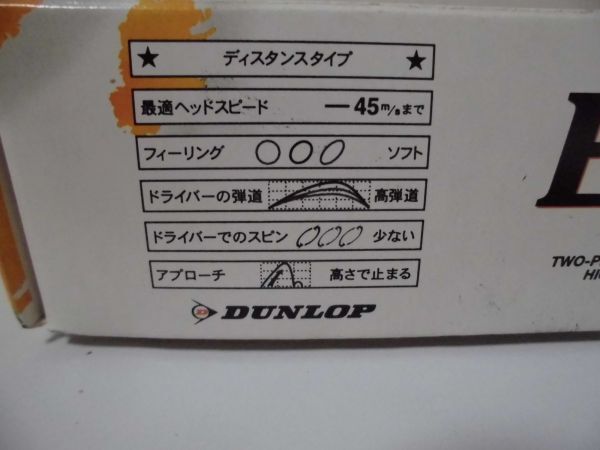 ★ ディスタンスタイプ ★
最適ヘッドスピード —45m/sまで
フィーリング ソフト
ドライバーの弾道 高弾道
ドライバーでのスピン 少ない
アプローチ 高さで止まる
DUNLOP
TWO-P
HI